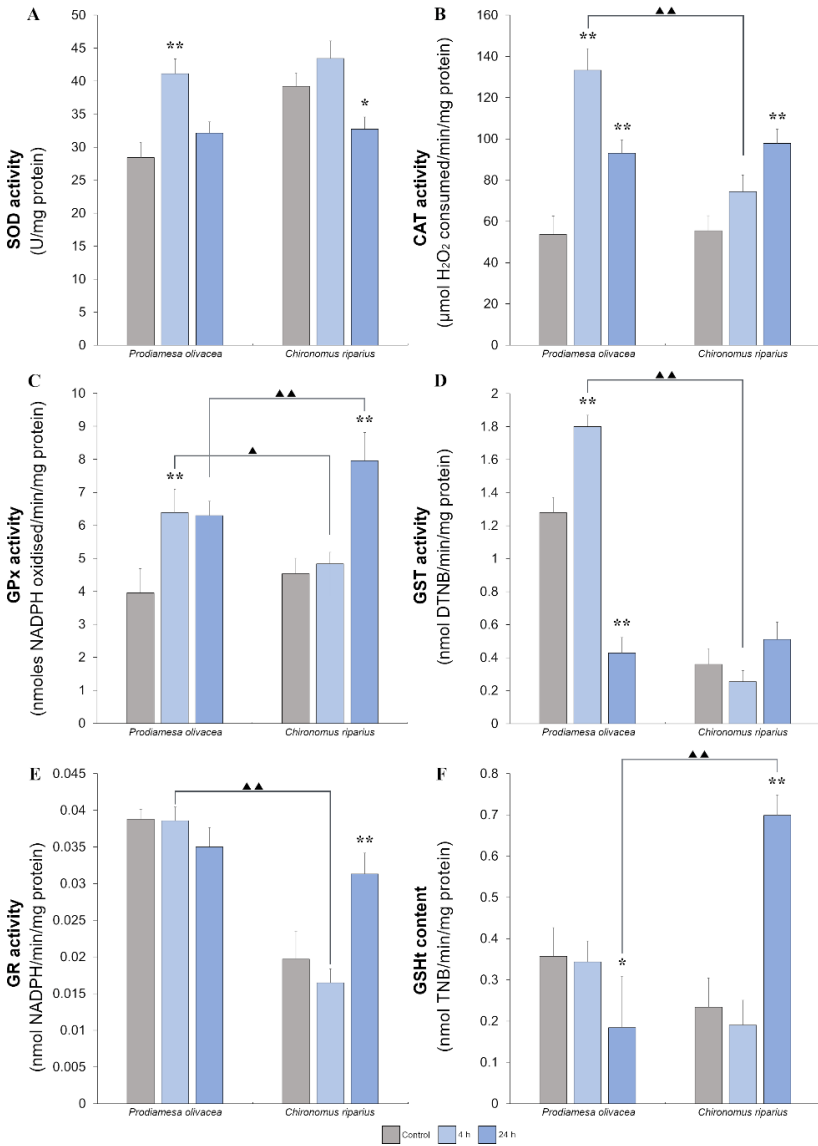 A
SOD activity
(U/mg protein)
50
45
40
35
30
25
20
15
10
5
0
**
*
Prodiamesa olivacea
Chironomus riparius
B
CAT activity
(µmol H₂O₂ consumed/min/mg protein)
160
140
120
100
80
60
40
20
0
▲▲
**
**
**
Prodiamesa olivacea
Chironomus riparius
C
GPx activity
(nmoles NADPH oxidised/min/mg protein)
10
9
8
7
6
5
4
3
2
1
0
▲▲
▲
**
**
Prodiamesa olivacea
Chironomus riparius
D
GST activity
(nmol DTNB/min/mg protein)
2
1.8
1.6
1.4
1.2
1
0.8
0.6
0.4
0.2
0
▲▲
**
**
Prodiamesa olivacea
Chironomus riparius
E
GR activity
(nmol NADPH/min/mg protein)
0.045
0.04
0.035
0.03
0.025
0.02
0.015
0.01
0.005
0
▲▲
**
Prodiamesa olivacea
Chironomus riparius
F
GSHt content
(nmol TNB/min/mg protein)
0.8
0.7
0.6
0.5
0.4
0.3
0.2
0.1
0
▲▲
*
**
Prodiamesa olivacea
Chironomus riparius
Control 4 h 24 h